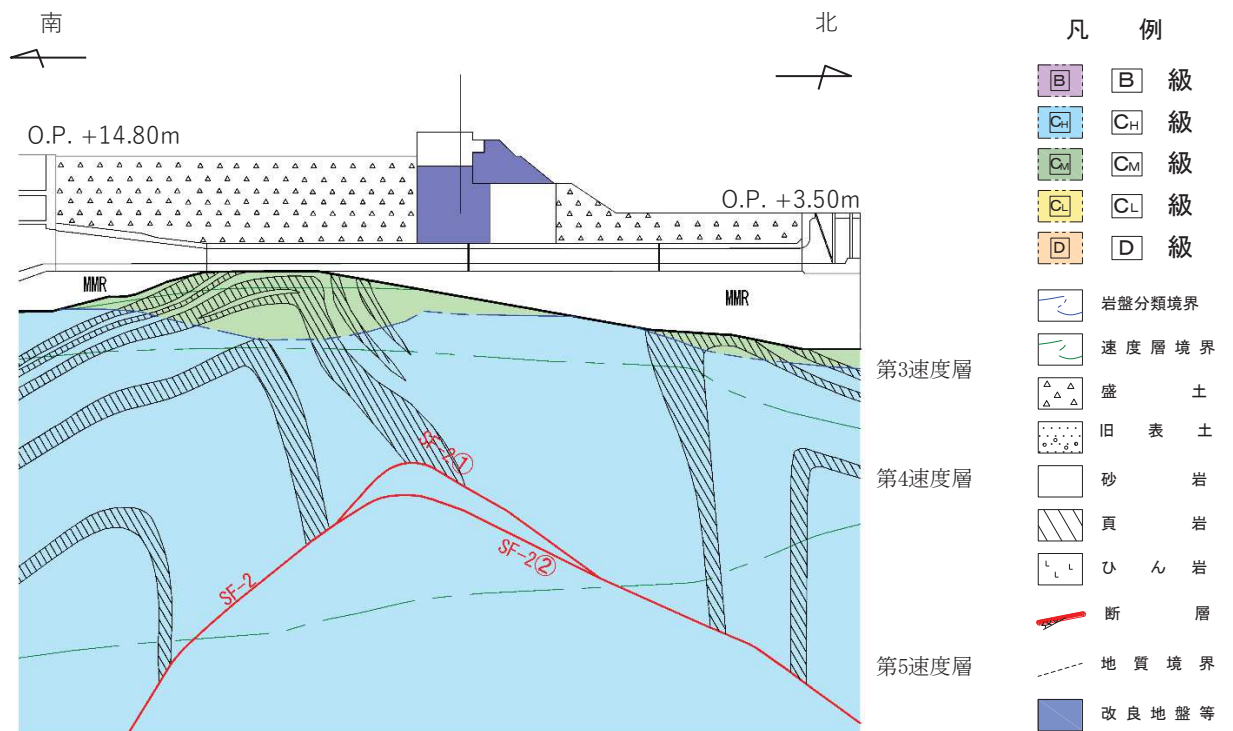 南
北
O.P. +14.80m
O.P. +3.50m
MMR
MMR
SF-2①
SF-2②
SF-2
第3速度層
第4速度層
第5速度層
凡 例
B B 級
CH CH 級
CM CM 級
CL CL 級
D D 級
岩盤分類境界
速度層境界
盛土
旧表土
砂岩
頁岩
ひん岩
断層
地質境界
改良地盤等